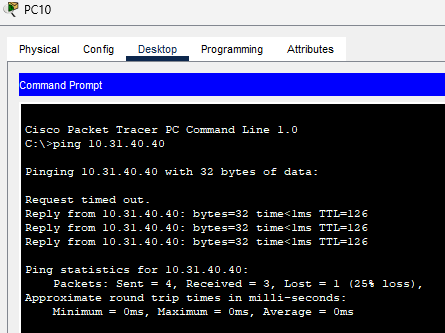 PC10
Physical Config Desktop Programming Attributes
Command Prompt
Cisco Packet Tracer PC Command Line 1.0
C:\>ping 10.31.40.40
Pinging 10.31.40.40 with 32 bytes of data:
Request timed out.
Reply from 10.31.40.40: bytes=32 time<1ms TTL=126
Reply from 10.31.40.40: bytes=32 time<1ms TTL=126
Reply from 10.31.40.40: bytes=32 time<1ms TTL=126
Ping statistics for 10.31.40.40:
Packets: Sent = 4, Received = 3, Lost = 1 (25% loss),
Approximate round trip times in milli-seconds:
Minimum = 0ms, Maximum = 0ms, Average = 0ms